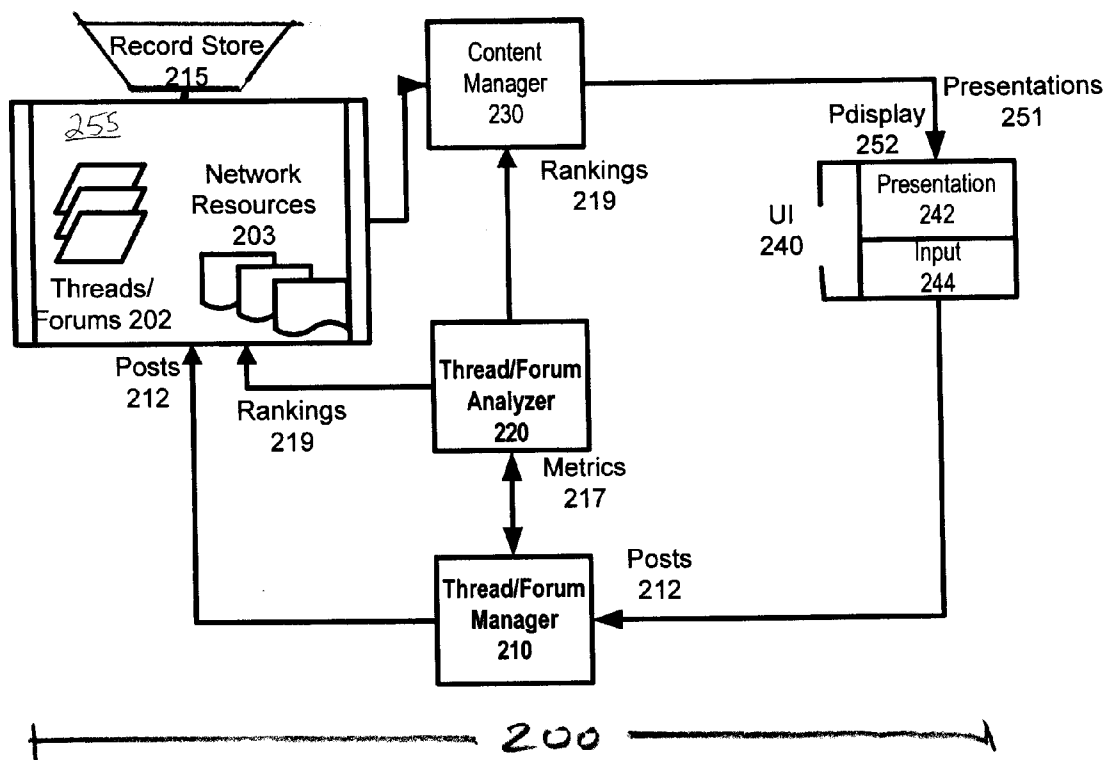 Record Store
215
255
Network
Resources
203
Threads/
Forums 202
Content
Manager
230
Presentations
251
Pdisplay
252
Presentation
242
Input
244
UI
240
Rankings
219
Thread/Forum
Analyzer
220
Posts
212
Rankings
219
Metrics
217
Thread/Forum
Manager
210
Posts
212
200